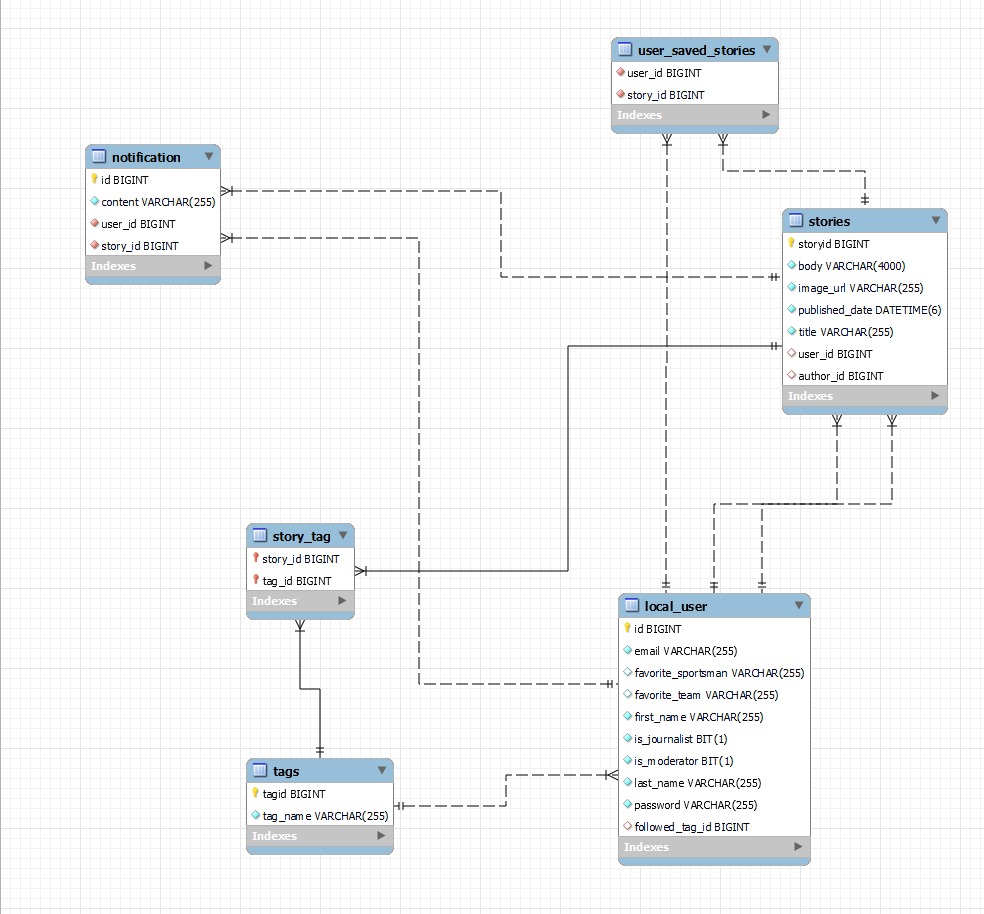 user_saved_stories
user_id BIGINT
story_id BIGINT
Indexes
notification
id BIGINT
content VARCHAR(255)
user_id BIGINT
story_id BIGINT
Indexes
stories
storyid BIGINT
body VARCHAR(4000)
image_url VARCHAR(255)
published_date DATETIME(6)
title VARCHAR(255)
user_id BIGINT
author_id BIGINT
Indexes
story_tag
story_id BIGINT
tag_id BIGINT
Indexes
local_user
id BIGINT
email VARCHAR(255)
favorite_sportsman VARCHAR(255)
favorite_team VARCHAR(255)
first_name VARCHAR(255)
is_journalist BIT(1)
is_moderator BIT(1)
last_name VARCHAR(255)
password VARCHAR(255)
followed_tag_id BIGINT
Indexes
tags
tagid BIGINT
tag_name VARCHAR(255)
Indexes